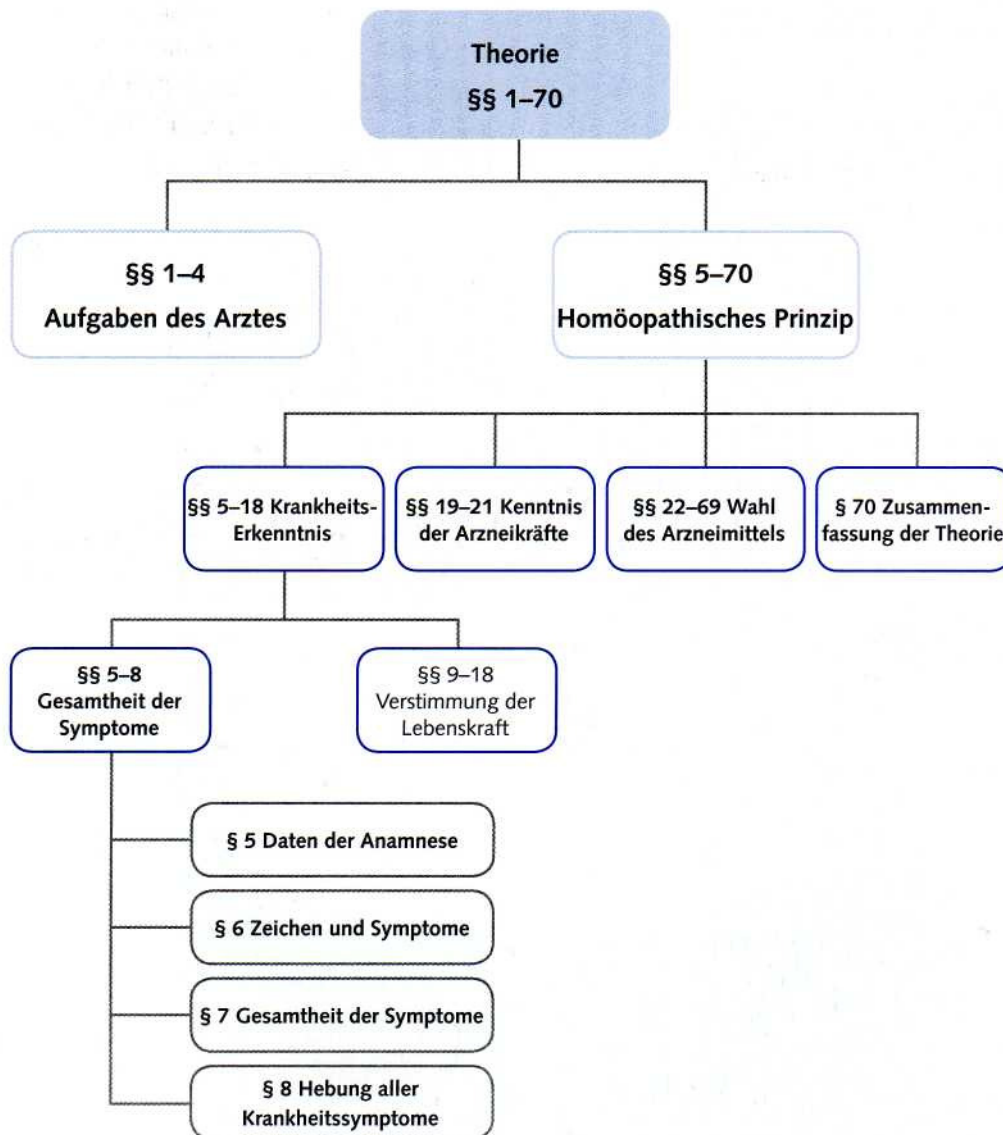 Theorie
§§ 1–70
§§ 1–4
Aufgaben des Arztes
§§ 5–70
Homöopathisches Prinzip
§§ 5–18 Krankheits-
Erkenntnis
§§ 19–21 Kenntnis
der Arzneikräfte
§§ 22–69 Wahl
des Arzneimittels
§ 70 Zusammen-
fassung der Theorie
§§ 5–8
Gesamtheit der
Symptome
§§ 9–18
Verstimmung der
Lebenskraft
§ 5 Daten der Anamnese
§ 6 Zeichen und Symptome
§ 7 Gesamtheit der Symptome
§ 8 Hebung aller
Krankheitssymptome